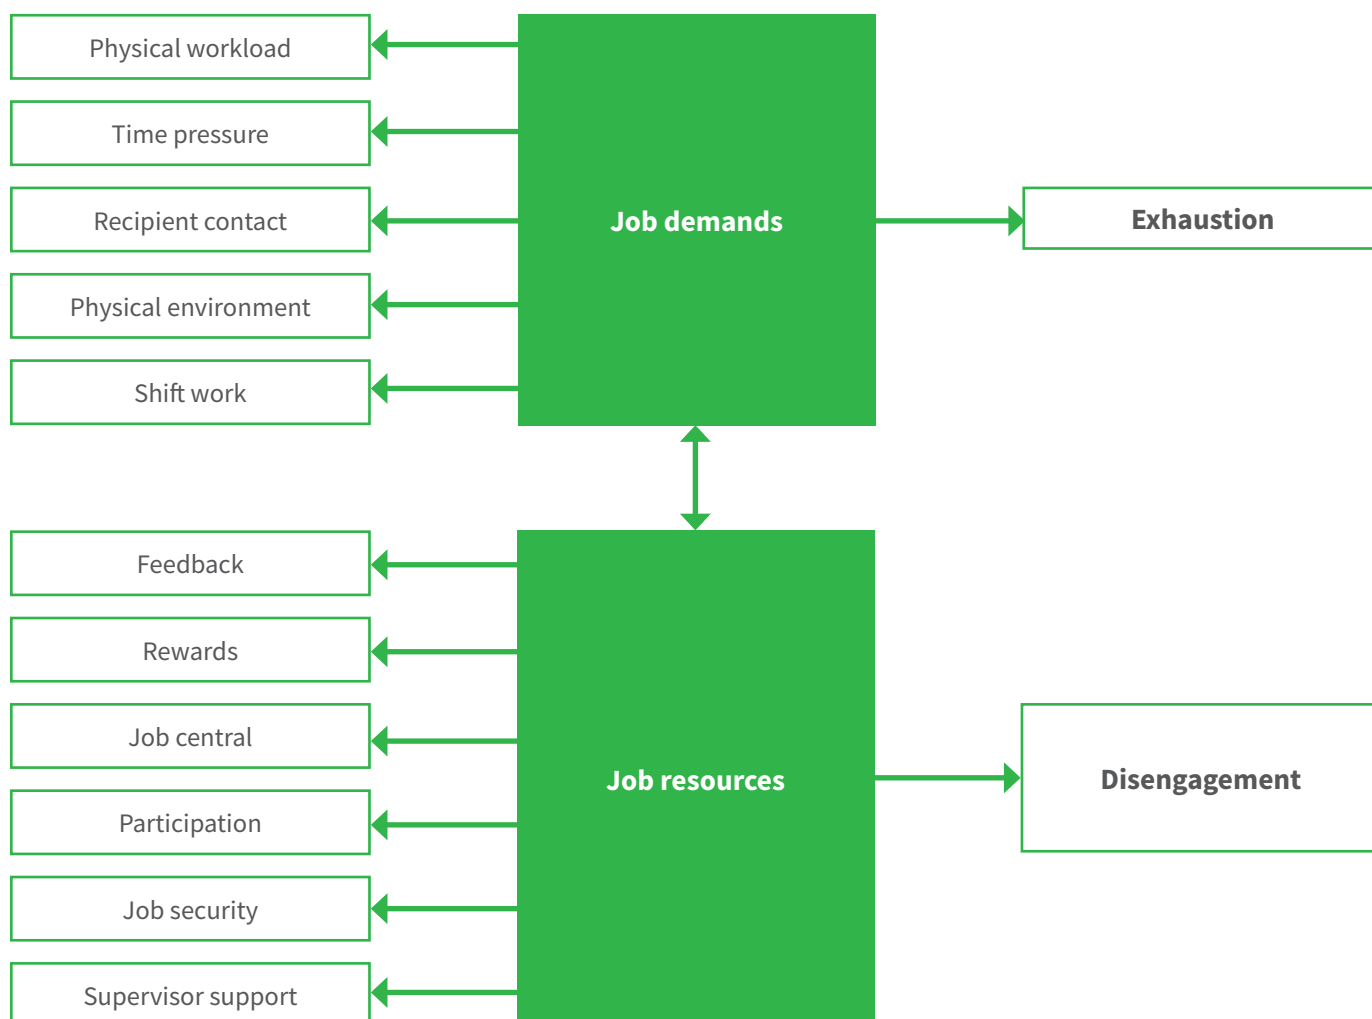 Physical workload
Time pressure
Recipient contact
Physical environment
Shift work
Job demands
Exhaustion
Feedback
Rewards
Job central
Participation
Job security
Supervisor support
Job resources
Disengagement